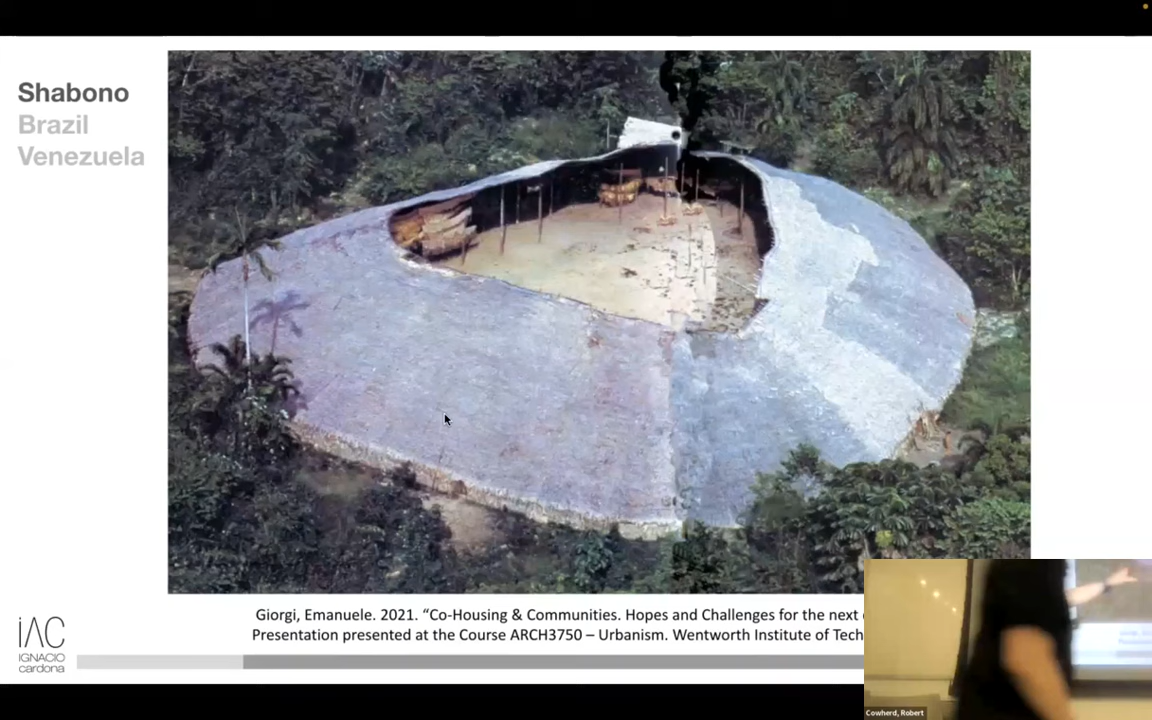 Shabono
Brazil
Venezuela
Giorgi, Emanuele. 2021. “Co-Housing & Communities. Hopes and Challenges for the next
Presentation presented at the Course ARCH3750 – Urbanism. Wentworth Institute of Tech
iAC
IGNACIO
cardona
Cowherd, Robert